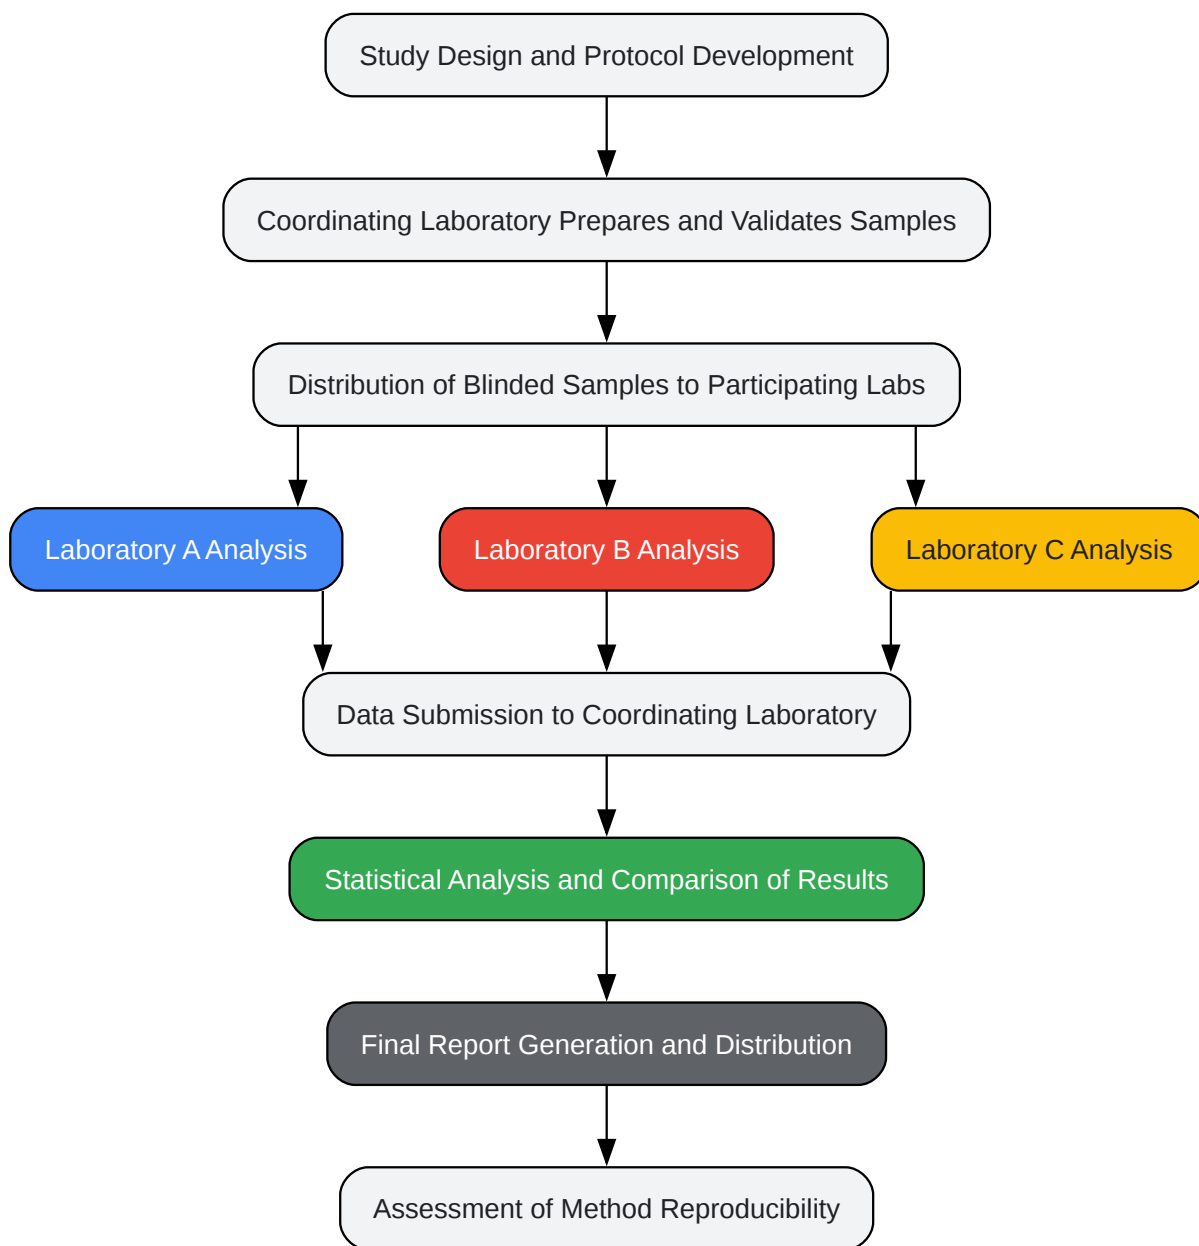 Study Design and Protocol Development
Coordinating Laboratory Prepares and Validates Samples
Distribution of Blinded Samples to Participating Labs
Laboratory A Analysis
Laboratory B Analysis
Laboratory C Analysis
Data Submission to Coordinating Laboratory
Statistical Analysis and Comparison of Results
Final Report Generation and Distribution
Assessment of Method Reproducibility